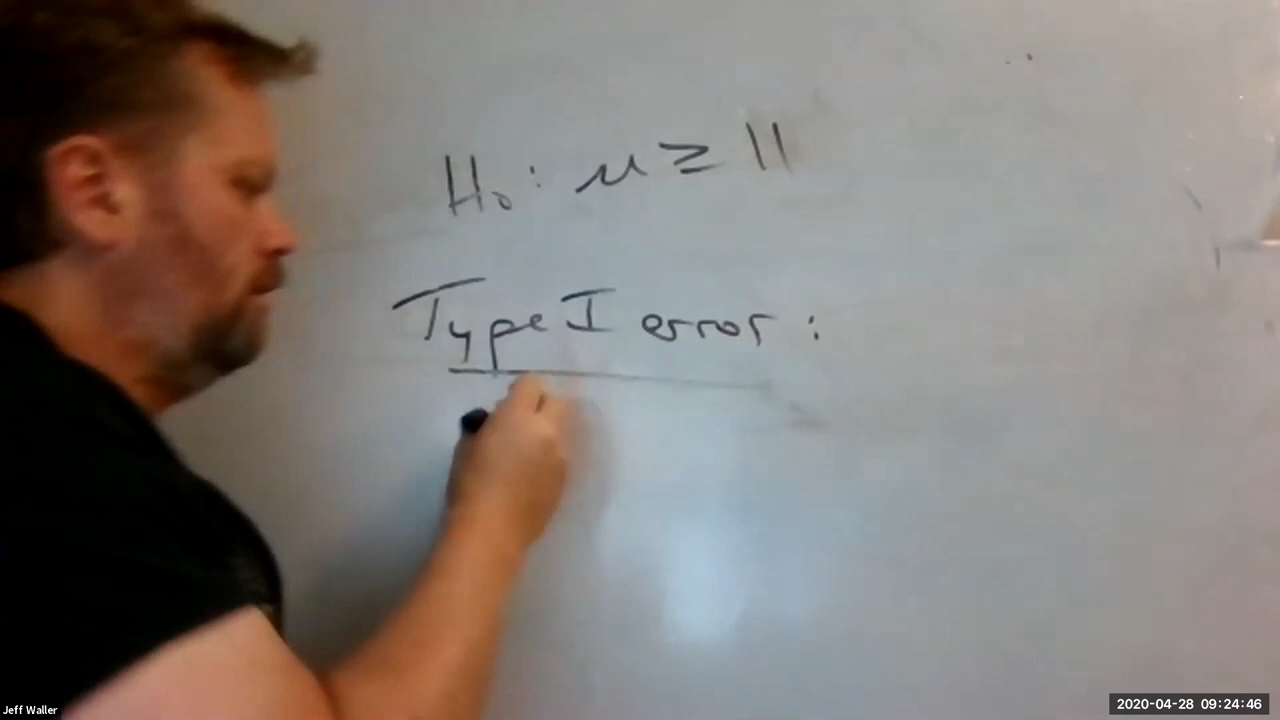 H₀: μ ≥ 11
Type I error:
Jeff Waller
2020-04-28 09:24:46